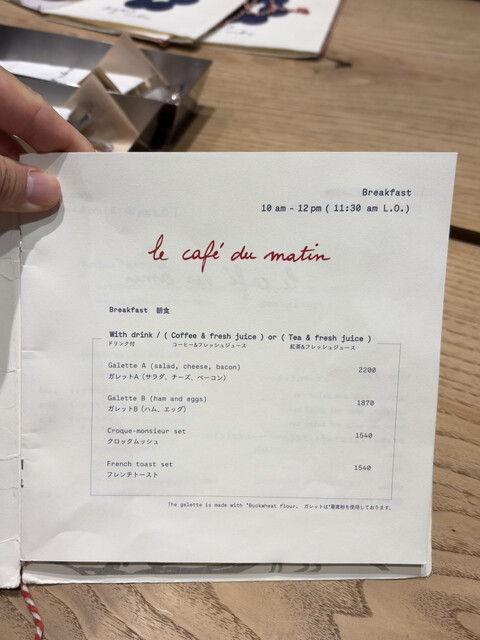 Breakfast
10 am - 12 pm ( 11:30 am L.O.)
le café du matin
Breakfast 朝食
With drink / ( Coffee & fresh juice ) or ( Tea & fresh juice )
ドリンク付 コーヒー&フレッシュジュース 紅茶&フレッシュジュース
Galette A (salad, cheese, bacon) 2200
ガレットA（サラダ、チーズ、ベーコン）
Galette B (ham and eggs) 1870
ガレットB（ハム、エッグ）
Croque-monsieur set 1540
クロックムッシュ
French toast set 1540
フレンチトースト
The galette is made with *Buckwheat flour. ガレットは*蕎麦粉を使用しております。